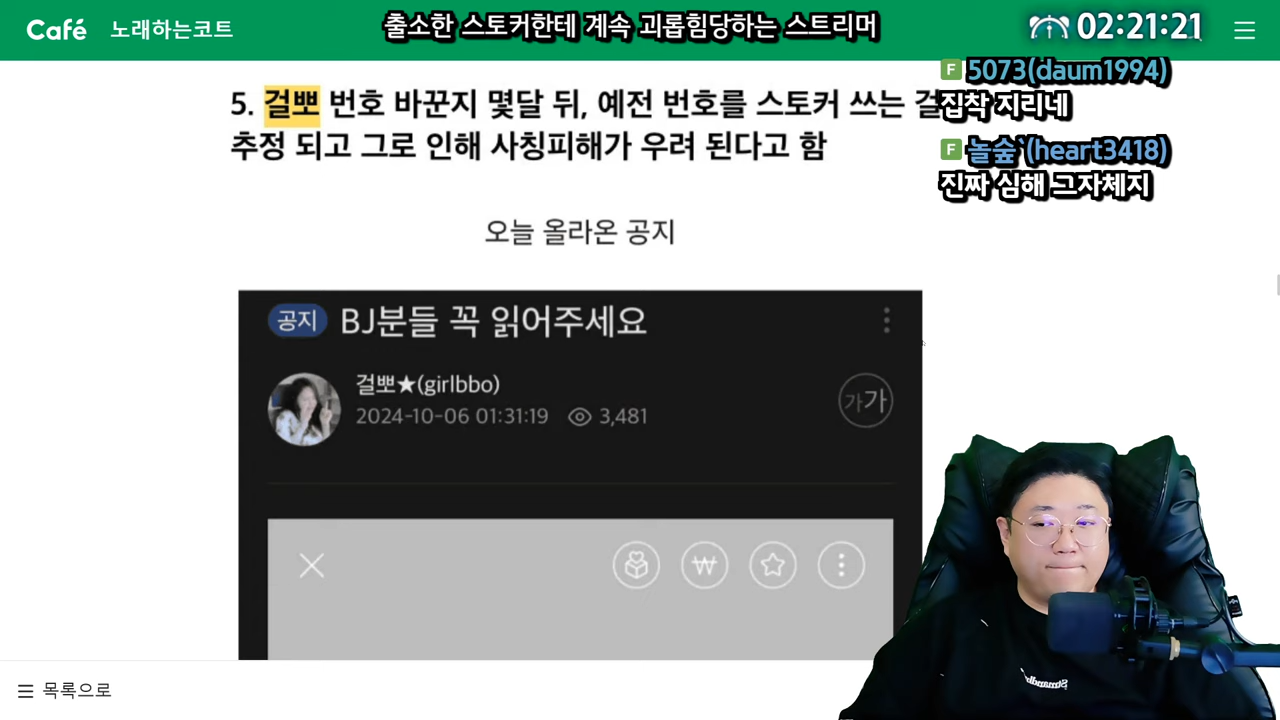 Café 노래하는코트
출소한 스토커한테 계속 괴롭힘당하는 스트리머
02:21:21
F 5073(daum1994)
집착 지리네
F 놀숲`(heart3418)
진짜 심해 그자체지
5. 걸뽀 번호 바꾼지 몇달 뒤, 예전 번호를 스토커 쓰는 걸
추정 되고 그로 인해 사칭피해가 우려 된다고 함
오늘 올라온 공지
공지 BJ분들 꼭 읽어주세요
걸뽀★(girlbbo)
2024-10-06 01:31:19 3,481
가가
₩
목록으로